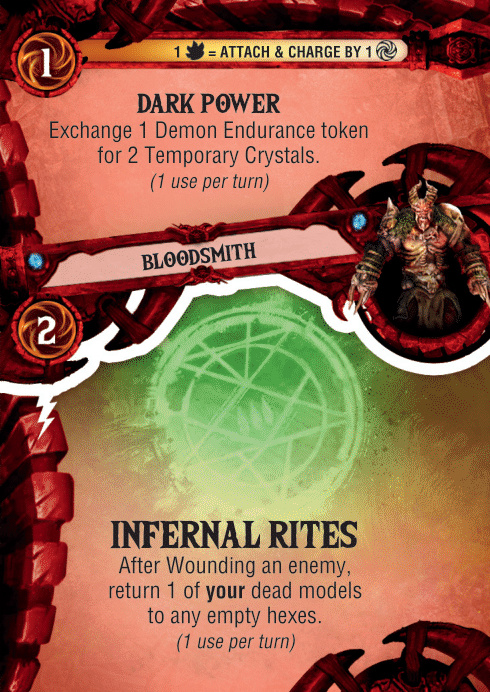 1
1 = ATTACH & CHARGE BY 1
DARK POWER
Exchange 1 Demon Endurance token
for 2 Temporary Crystals.
(1 use per turn)
BLOODSMITH
2
INFERNAL RITES
After Wounding an enemy,
return 1 of your dead models
to any empty hexes.
(1 use per turn)